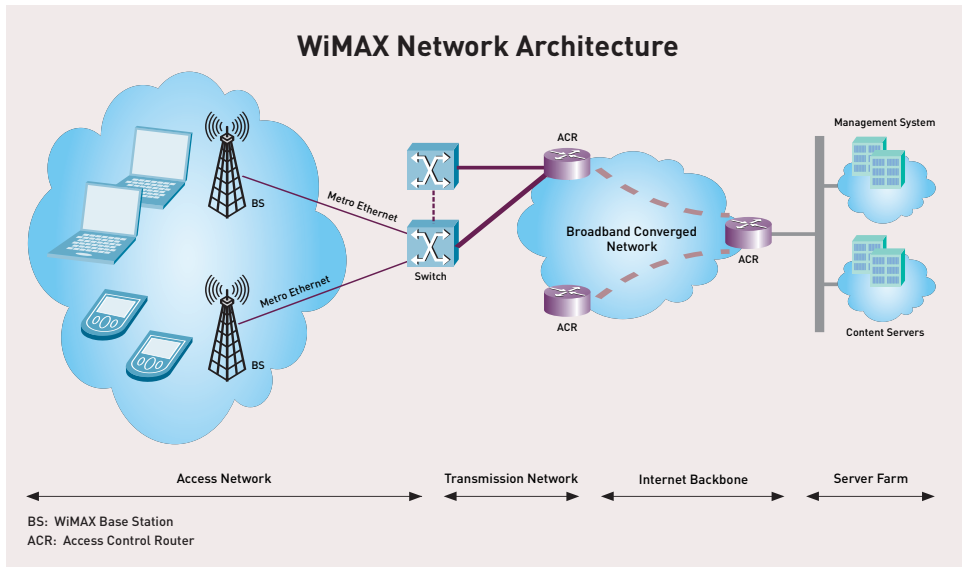 WiMAX Network Architecture
Management System
ACR
BS
Metro Ethernet
Broadband Converged
Network
ACR
Switch
Metro Ethernet
ACR
Content Servers
BS
Access Network
Transmission Network
Internet Backbone
Server Farm
BS: WiMAX Base Station
ACR: Access Control Router